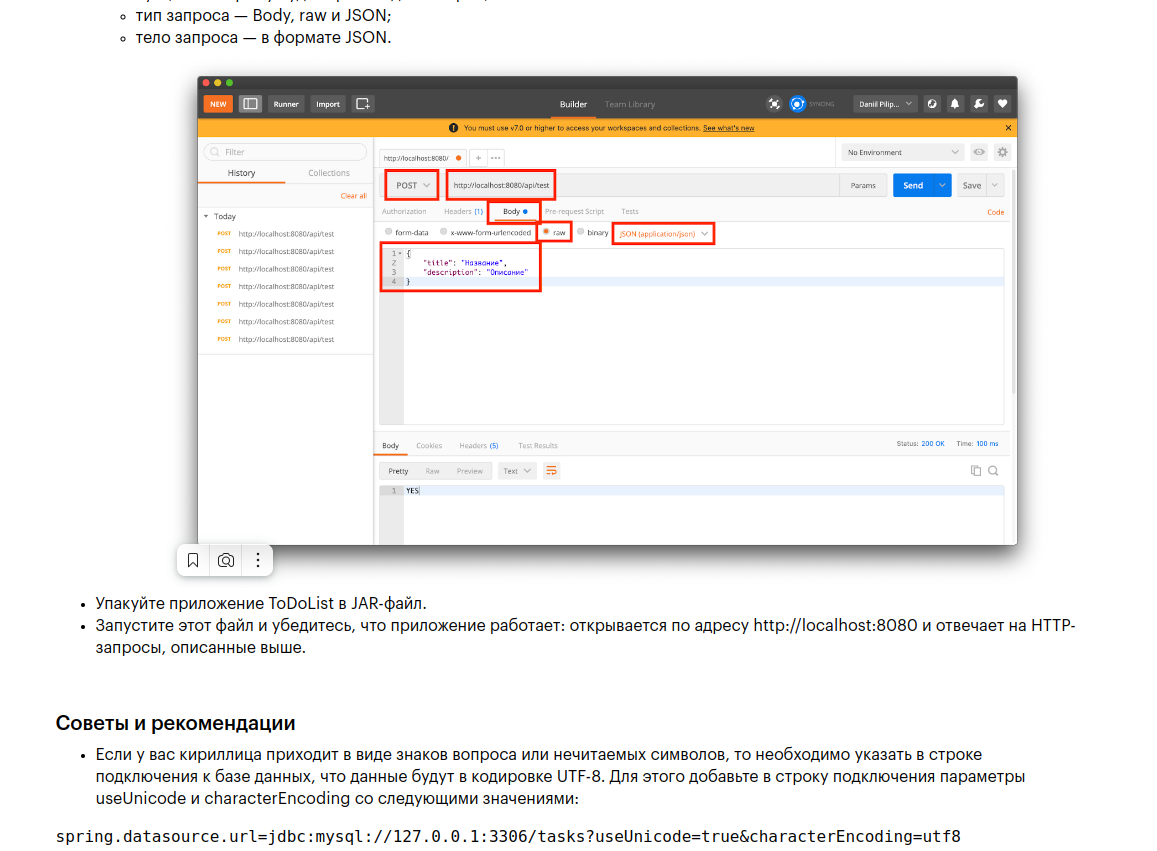 тип запроса — Body, raw и JSON;
тело запроса — в формате JSON.
NEW
Runner
Import
Builder
Team Library
SYNCING
Daniil Pilip...
You must use v7.0 or higher to access your workspaces and collections. See what's new
Filter
http://localhost:8080/
No Environment
History
Collections
Clear all
Today
POST http://localhost:8080/api/test
POST http://localhost:8080/api/test
POST http://localhost:8080/api/test
POST http://localhost:8080/api/test
POST http://localhost:8080/api/test
POST http://localhost:8080/api/test
POST http://localhost:8080/api/test
POST
http://localhost:8080/api/test
Params
Send
Save
Authorization
Headers (1)
Body
Pre-request Script
Tests
Code
form-data
x-www-form-urlencoded
raw
binary
JSON (application/json)
1 {
2 "title": "Название",
3 "description": "Описание"
4 }
Body
Cookies
Headers (5)
Test Results
Status: 200 OK
Time: 100 ms
Pretty
Raw
Preview
Text
1 YES
Упакуйте приложение ToDoList в JAR-файл.
Запустите этот файл и убедитесь, что приложение работает: открывается по адресу http://localhost:8080 и отвечает на HTTP-
запросы, описанные выше.
Советы и рекомендации
Если у вас кириллица приходит в виде знаков вопроса или нечитаемых символов, то необходимо указать в строке
подключения к базе данных, что данные будут в кодировке UTF-8. Для этого добавьте в строку подключения параметры
useUnicode и characterEncoding со следующими значениями:
spring.datasource.url=jdbc:mysql://127.0.0.1:3306/tasks?useUnicode=true&characterEncoding=utf8